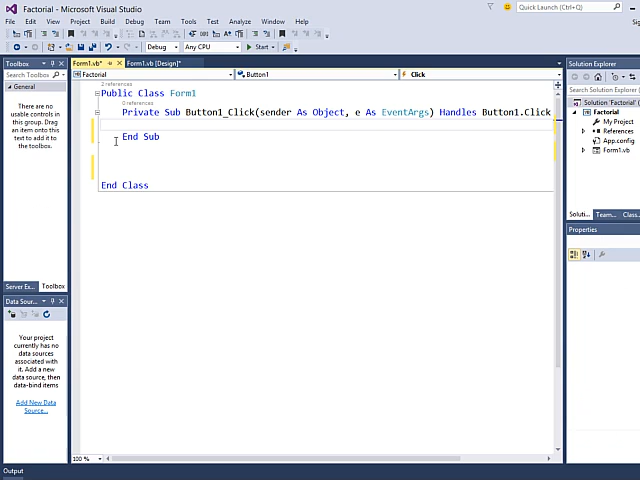 Factorial - Microsoft Visual Studio
Quick Launch (Ctrl+Q)
File Edit View Project Build Debug Team Tools Test Analyze Window Help
Debug Any CPU Start
Toolbox
Search Toolbox
General
There are no usable controls in this group. Drag an item onto this text to add it to the toolbox.
Server Ex... Toolbox
Data Sour...
Your project currently has no data sources associated with it. Add a new data source, then data-bind items
Add New Data Source...
Form1.vb* Form1.vb [Design]*
Factorial Button1 Click
2 references
Public Class Form1
0 references
Private Sub Button1_Click(sender As Object, e As EventArgs) Handles Button1.Click
End Sub
End Class
100 %
Solution Explorer
Search Solution Explorer
Solution 'Factorial'
Factorial
My Project
References
App.config
Form1.vb
Soluti... Team... Class
Properties
Output